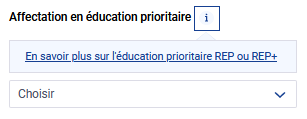 Affectation en éducation prioritaire i
En savoir plus sur l'éducation prioritaire REP ou REP+
Choisir